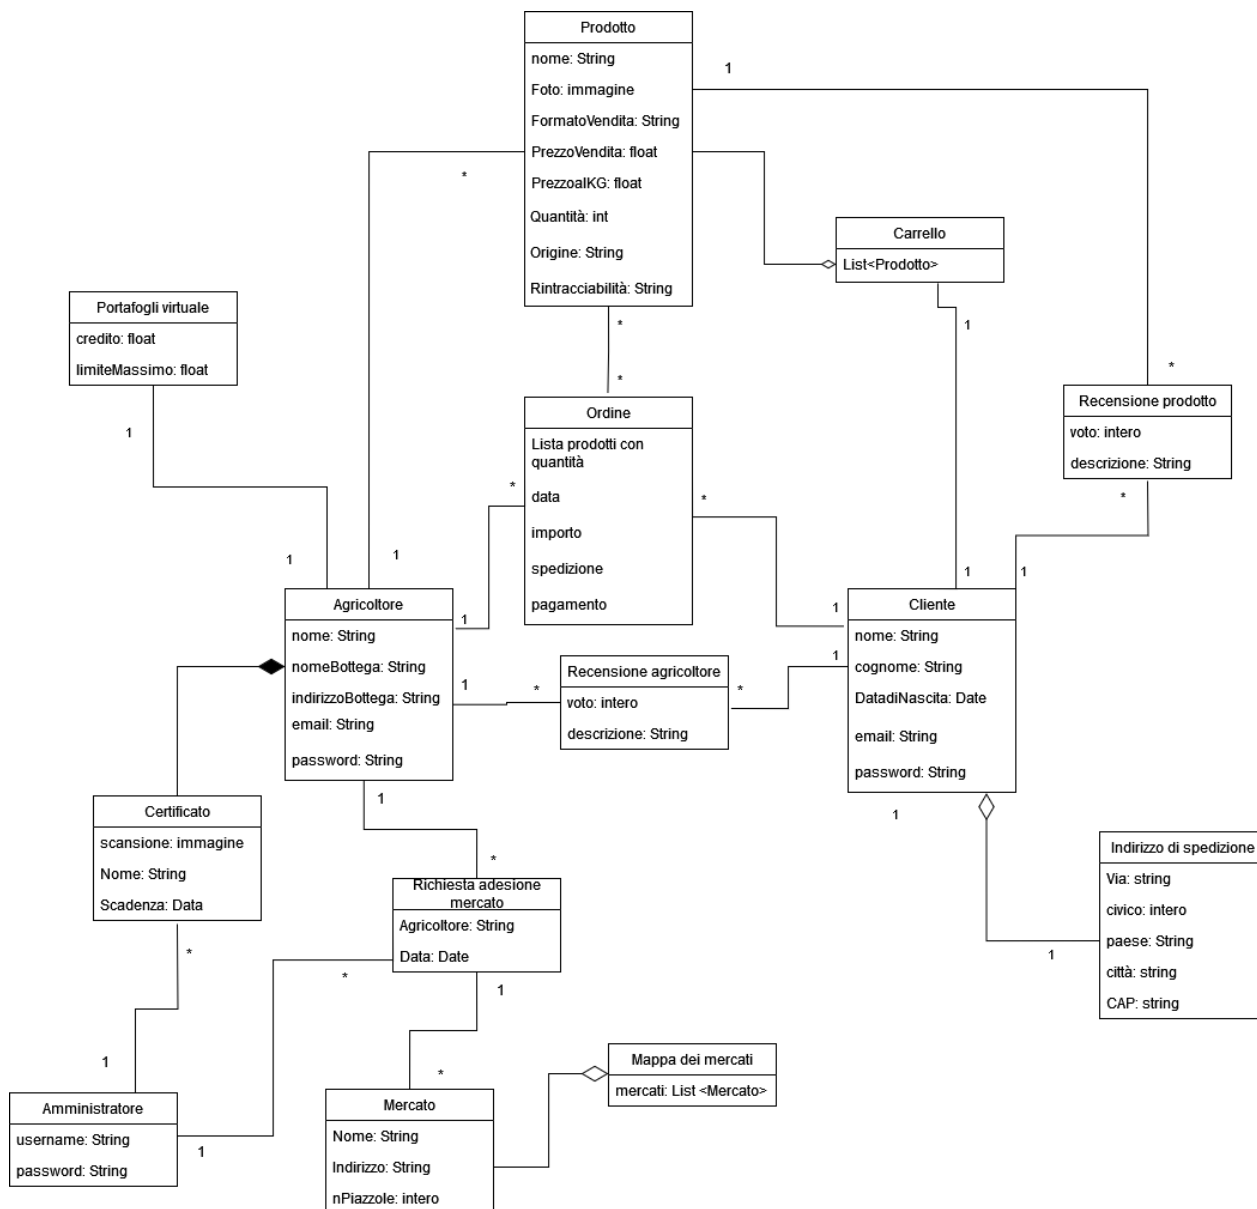 Prodotto
nome: String
Foto: immagine
FormatoVendita: String
PrezzoVendita: float
PrezzoalKG: float
Quantità: int
Origine: String
Rintracciabilità: String
1
*
*
*
1
*
Carrello
List<Prodotto>
1
1
Portafogli virtuale
credito: float
limiteMassimo: float
1
1
Ordine
Lista prodotti con
quantità
data
importo
spedizione
pagamento
*
*
1
1
Recensione prodotto
voto: intero
descrizione: String
*
1
Agricoltore
nome: String
nomeBottega: String
indirizzoBottega: String
email: String
password: String
1
1
*
Recensione agricoltore
voto: intero
descrizione: String
*
1
Cliente
nome: String
cognome: String
DatadiNascita: Date
email: String
password: String
1
1
Indirizzo di spedizione
Via: string
civico: intero
paese: String
città: string
CAP: string
Certificato
scansione: immagine
Nome: String
Scadenza: Data
*
1
1
*
Richiesta adesione
mercato
Agricoltore: String
Data: Date
*
1
1
*
Amministratore
username: String
password: String
Mercato
Nome: String
Indirizzo: String
nPiazzole: intero
Mappa dei mercati
mercati: List <Mercato>